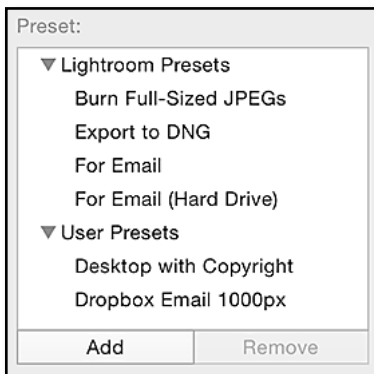 Preset:
Lightroom Presets
Burn Full-Sized JPEGs
Export to DNG
For Email
For Email (Hard Drive)
User Presets
Desktop with Copyright
Dropbox Email 1000px
Add Remove